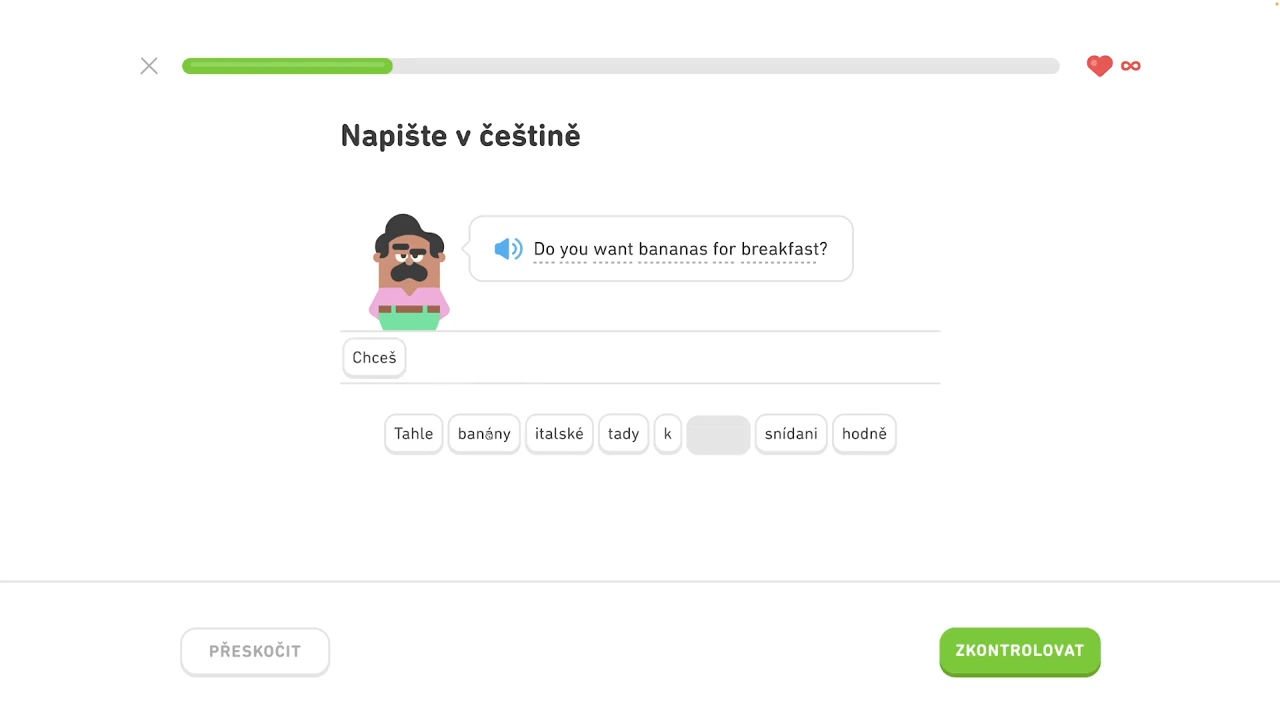 Napište v češtině
Do you want bananas for breakfast?
Chceš
Tahle banány italské tady k snídani hodně
PŘESKOČIT ZKONTROLOVAT